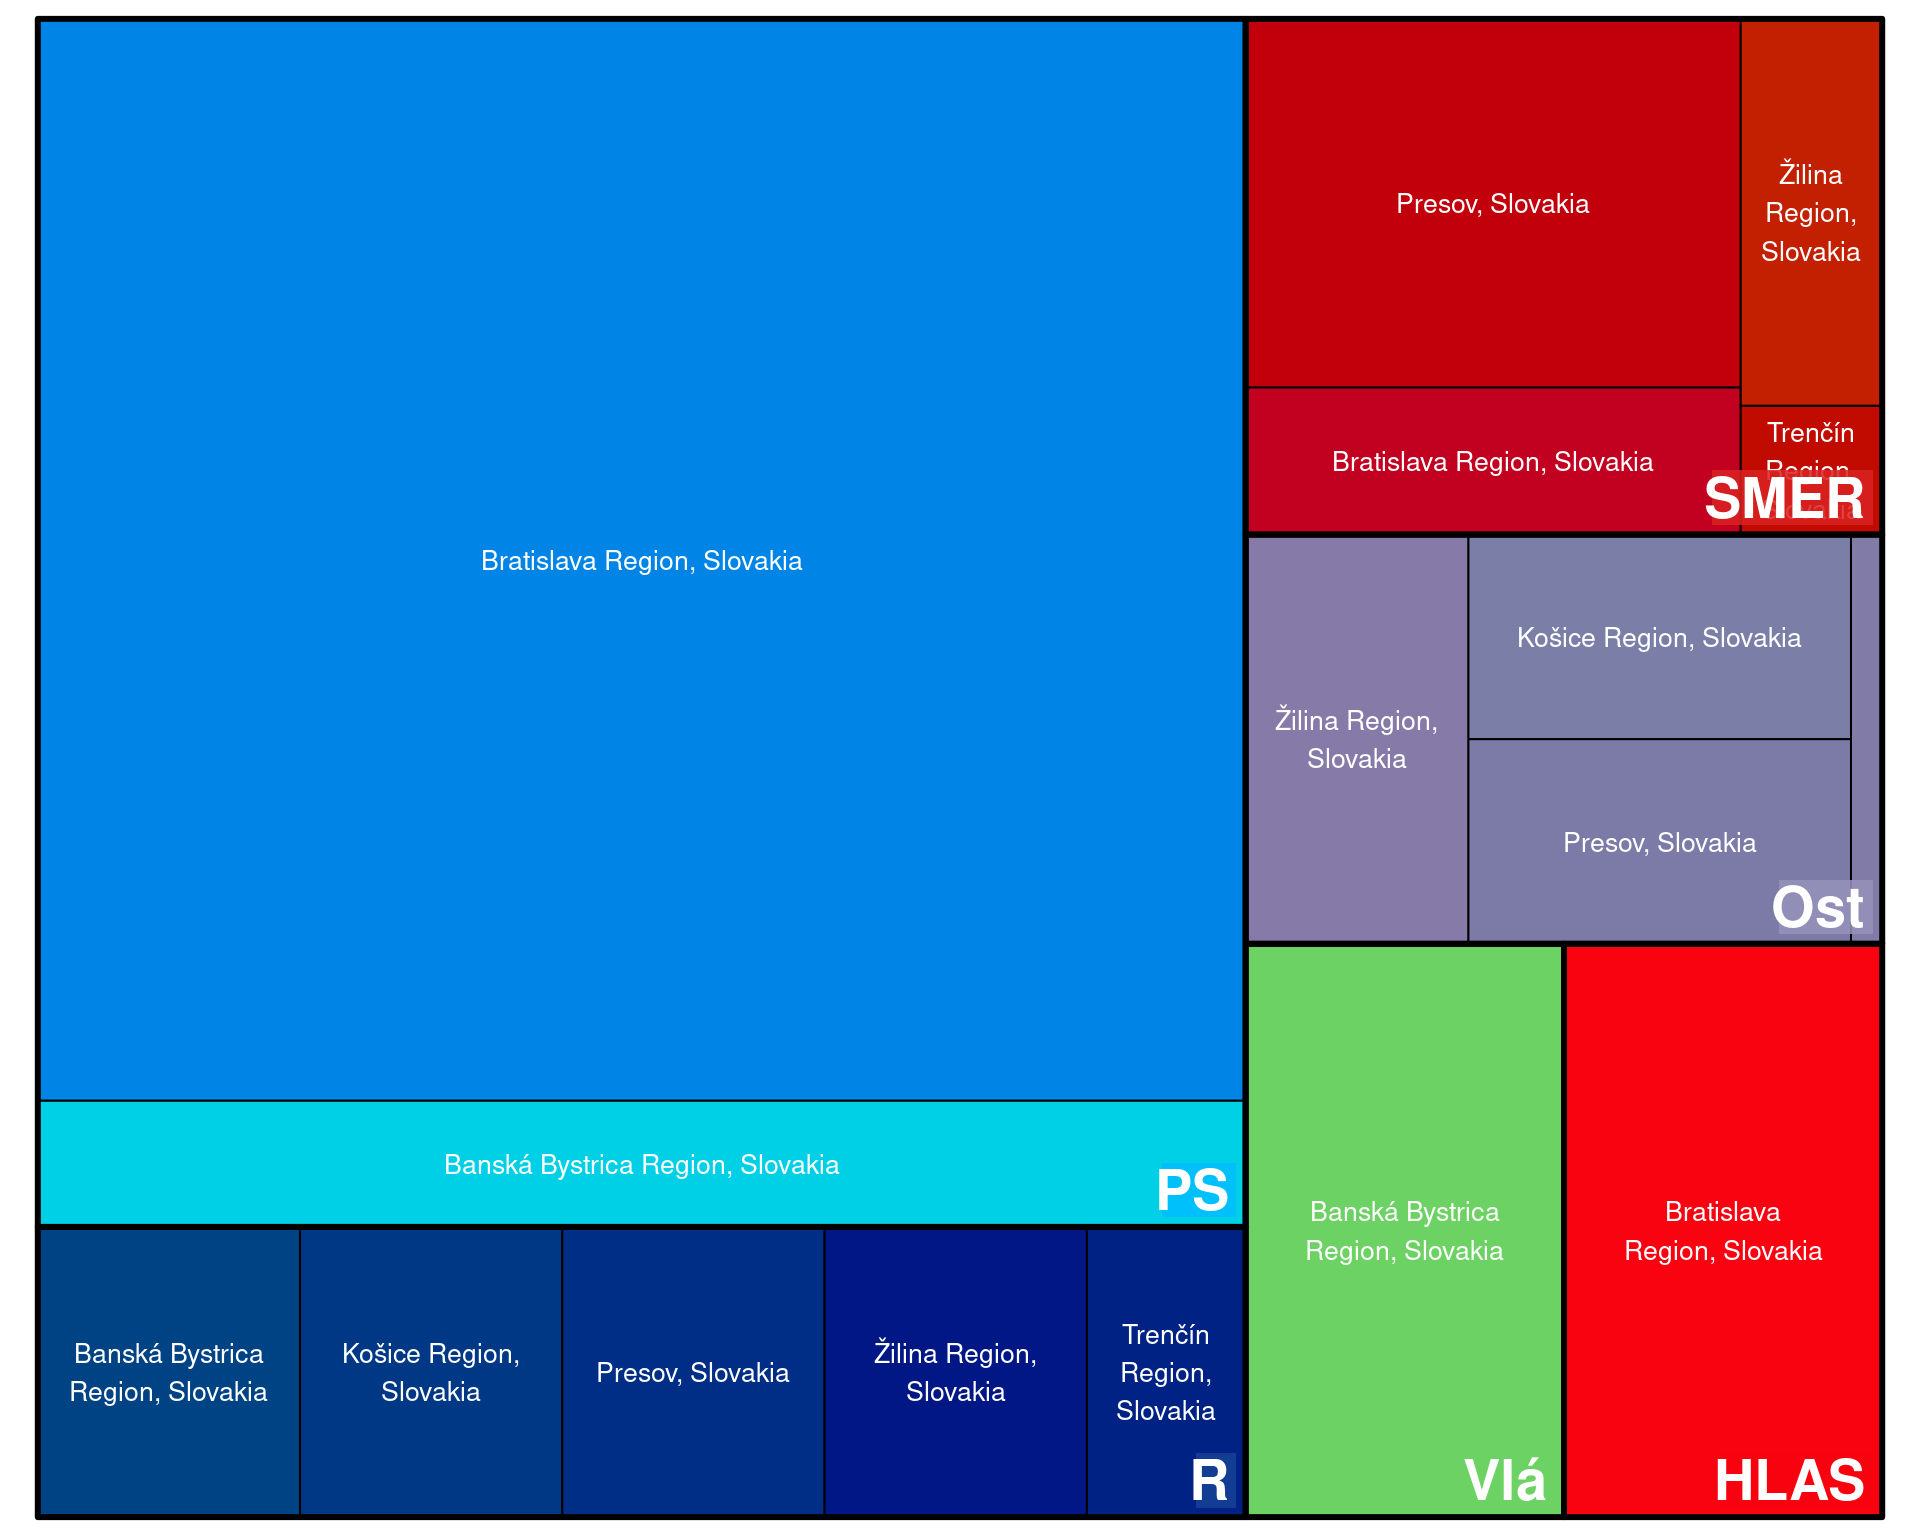 Bratislava Region, Slovakia
Banská Bystrica Region, Slovakia
PS
Banská Bystrica
Region, Slovakia
Košice Region,
Slovakia
Presov, Slovakia
Žilina Region,
Slovakia
Trenčín
Region,
Slovakia
R
Presov, Slovakia
Žilina
Region,
Slovakia
Bratislava Region, Slovakia
Trenčín
Region,
SMER
Žilina Region,
Slovakia
Košice Region, Slovakia
Presov, Slovakia
Ost
Banská Bystrica
Region, Slovakia
Vlá
Bratislava
Region, Slovakia
HLAS